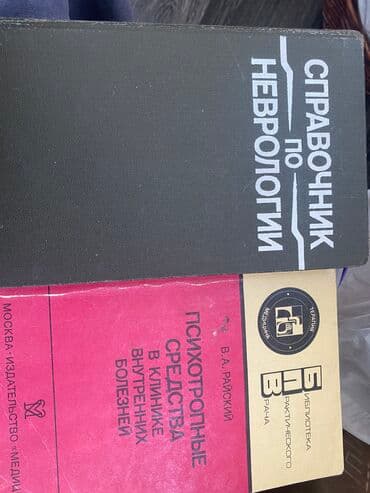 СПРАВОЧНИК
ПО
НЕВРОЛОГИИ
БИБЛИОТЕКА
ПРАКТИЧЕСКОГО
ВРАЧА
В.А. РАЙСКИЙ
ПСИХОТРОПНЫЕ
СРЕДСТВА
В КЛИНИКЕ
ВНУТРЕННИХ
БОЛЕЗНЕЙ
МОСКВА·ИЗДАТЕЛЬСТВО «МЕДИЦ